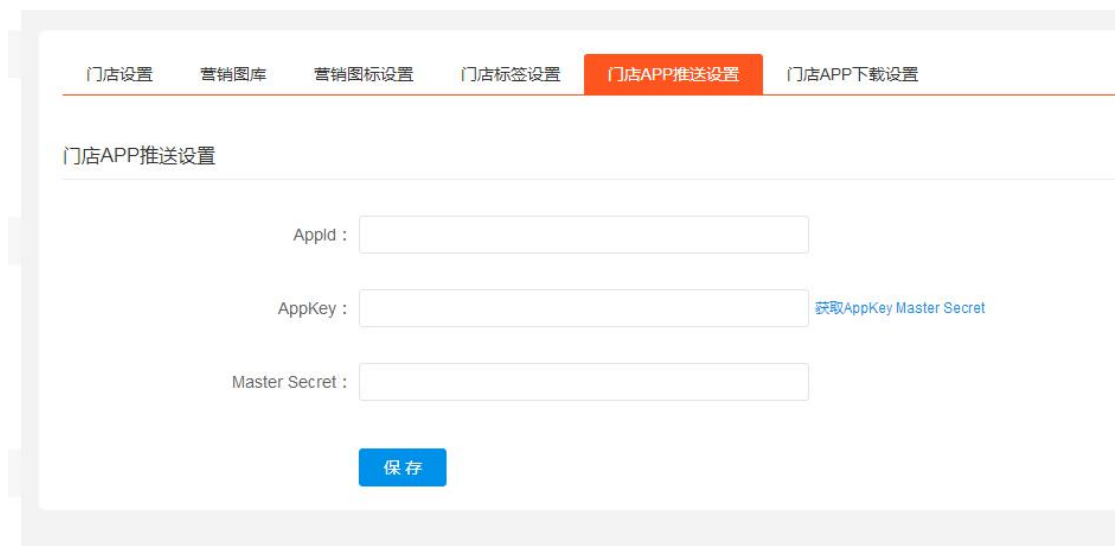 门店设置 营销图库 营销图标设置 门店标签设置 门店APP推送设置 门店APP下载设置
门店APP推送设置
AppId：
AppKey： 获取AppKey Master Secret
Master Secret：
保存